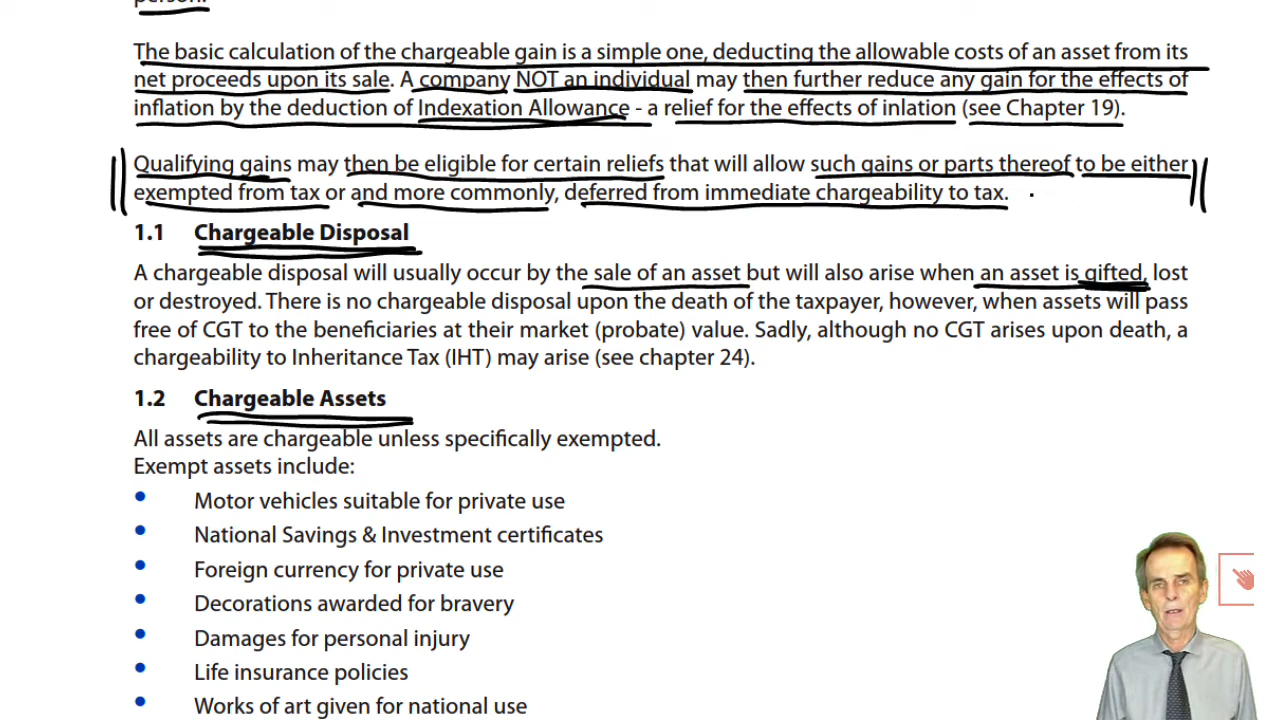 person.
The basic calculation of the chargeable gain is a simple one, deducting the allowable costs of an asset from its
net proceeds upon its sale. A company NOT an individual may then further reduce any gain for the effects of
inflation by the deduction of Indexation Allowance - a relief for the effects of inlation (see Chapter 19).
Qualifying gains may then be eligible for certain reliefs that will allow such gains or parts thereof to be either
exempted from tax or and more commonly, deferred from immediate chargeability to tax.
1.1 Chargeable Disposal
A chargeable disposal will usually occur by the sale of an asset but will also arise when an asset is gifted, lost
or destroyed. There is no chargeable disposal upon the death of the taxpayer, however, when assets will pass
free of CGT to the beneficiaries at their market (probate) value. Sadly, although no CGT arises upon death, a
chargeability to Inheritance Tax (IHT) may arise (see chapter 24).
1.2 Chargeable Assets
All assets are chargeable unless specifically exempted.
Exempt assets include:
• Motor vehicles suitable for private use
• National Savings & Investment certificates
• Foreign currency for private use
• Decorations awarded for bravery
• Damages for personal injury
• Life insurance policies
• Works of art given for national use